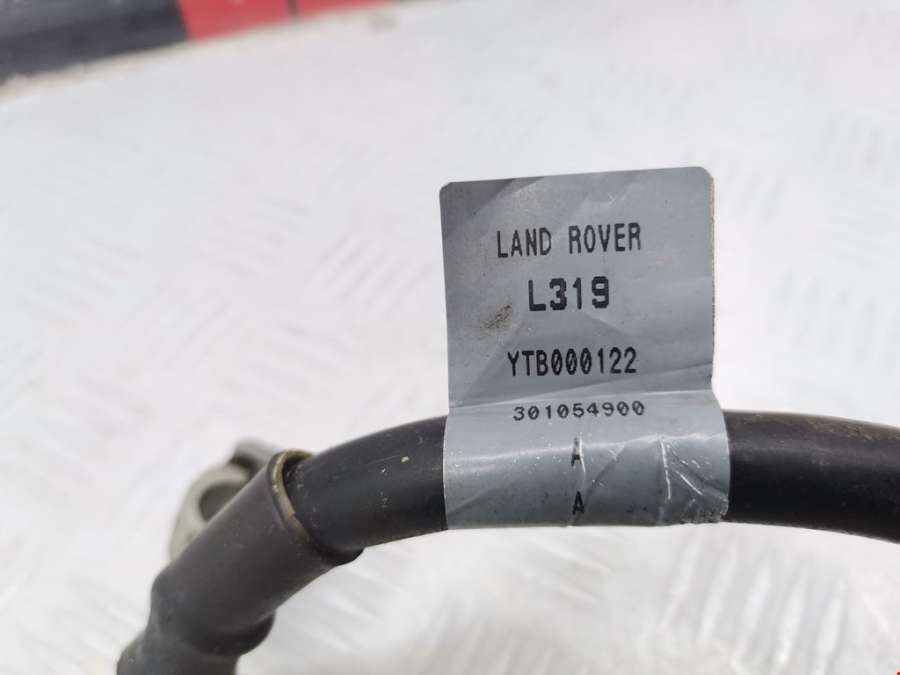 LAND ROVER
L319
YTB000122
301054900
A
A